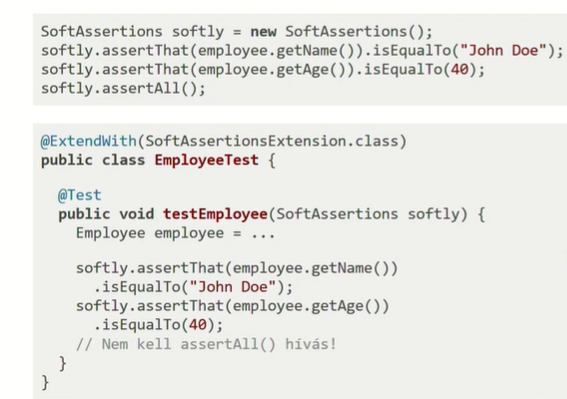 SoftAssertions softly = new SoftAssertions();
softly.assertThat(employee.getName()).isEqualTo("John Doe");
softly.assertThat(employee.getAge()).isEqualTo(40);
softly.assertAll();
@ExtendWith(SoftAssertionsExtension.class)
public class EmployeeTest {
@Test
public void testEmployee(SoftAssertions softly) {
Employee employee = ...
softly.assertThat(employee.getName())
.isEqualTo("John Doe");
softly.assertThat(employee.getAge())
.isEqualTo(40);
// Nem kell assertAll() hívás!
}
}